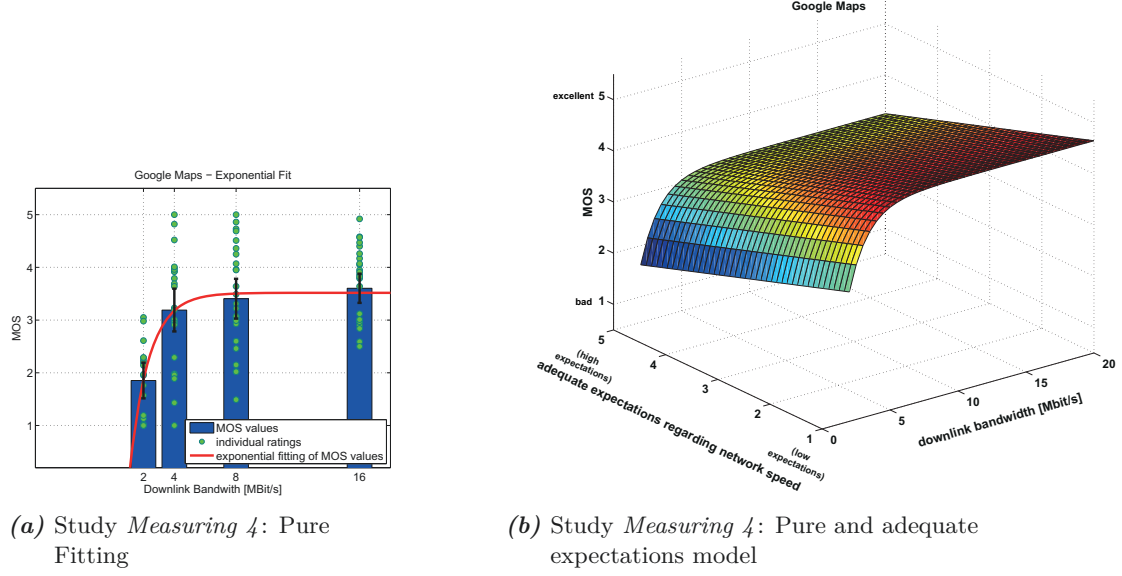 Google Maps − Exponential Fit
5
4
3
2
1
MOS
2 4 8 16
Downlink Bandwith [MBit/s]
MOS values
individual ratings
exponential fitting of MOS values
(a) Study Measuring 4: Pure
Fitting
Google Maps
excellent 5
4
3
2
bad 1
MOS
5
4
3
2
1
(high
expectations)
adequate expectations regarding network speed
(low
expectations)
0
5
10
15
20
downlink bandwidth [Mbit/s]
(b) Study Measuring 4: Pure and adequate
expectations model